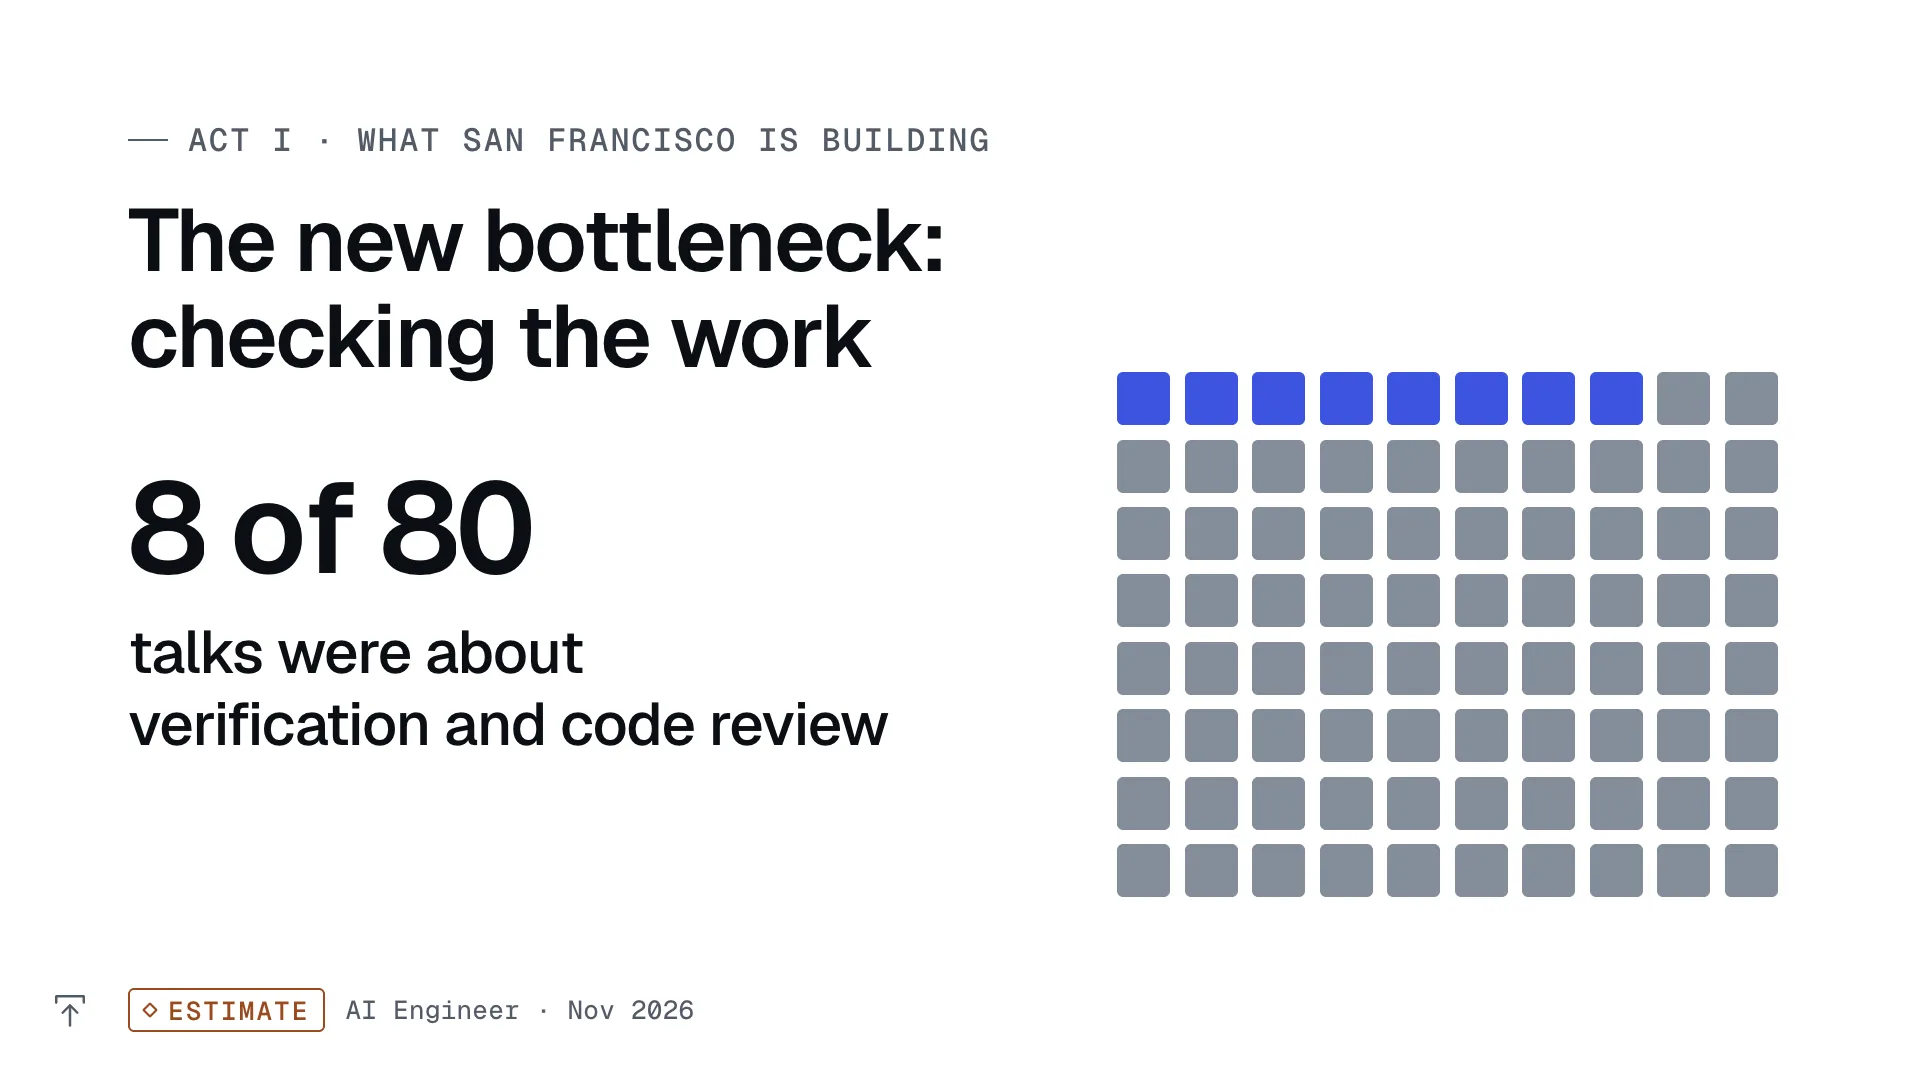 ACT I · WHAT SAN FRANCISCO IS BUILDING
The new bottleneck:
checking the work
8 of 80
talks were about
verification and code review
ESTIMATE
AI Engineer · Nov 2026